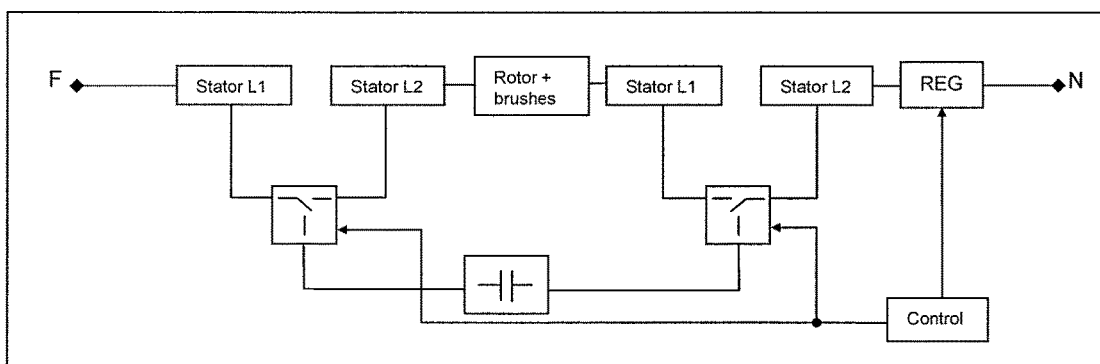 F
Stator L1
Stator L2
Rotor +
brushes
Stator L1
Stator L2
REG
N
Control